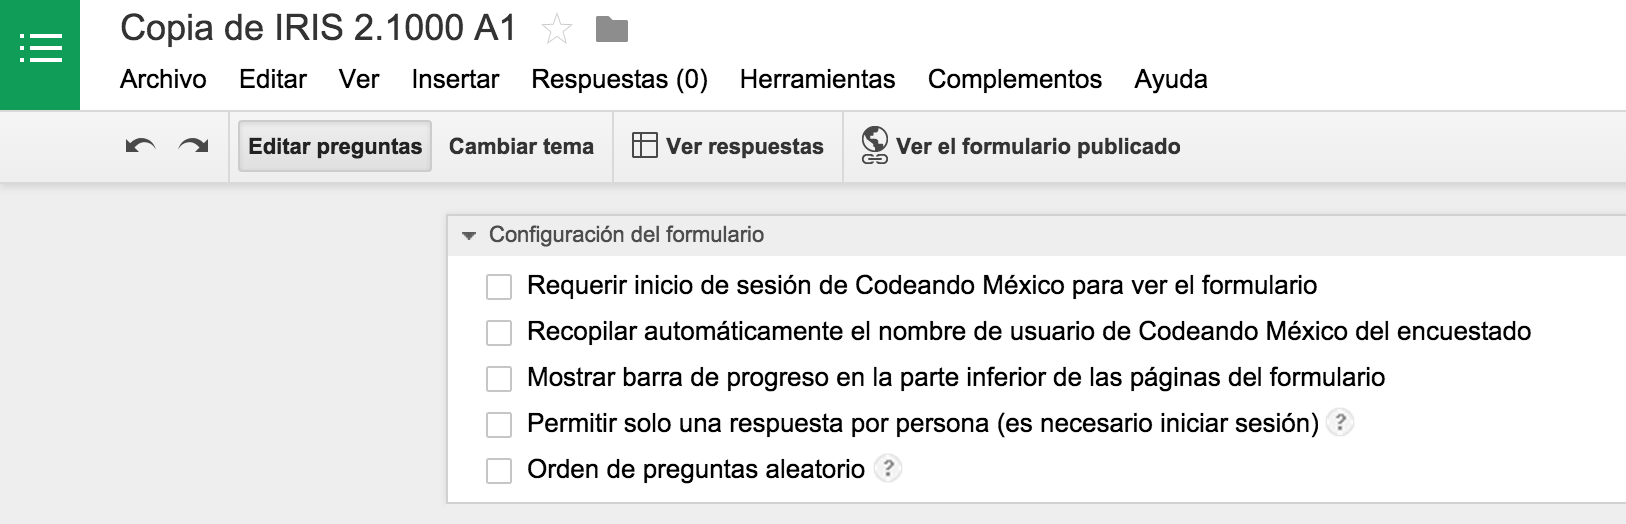 Copia de IRIS 2.1000 A1
Archivo Editar Ver Insertar Respuestas (0) Herramientas Complementos Ayuda
Editar preguntas Cambiar tema Ver respuestas Ver el formulario publicado
Configuración del formulario
Requerir inicio de sesión de Codeando México para ver el formulario
Recopilar automáticamente el nombre de usuario de Codeando México del encuestado
Mostrar barra de progreso en la parte inferior de las páginas del formulario
Permitir solo una respuesta por persona (es necesario iniciar sesión) ?
Orden de preguntas aleatorio ?